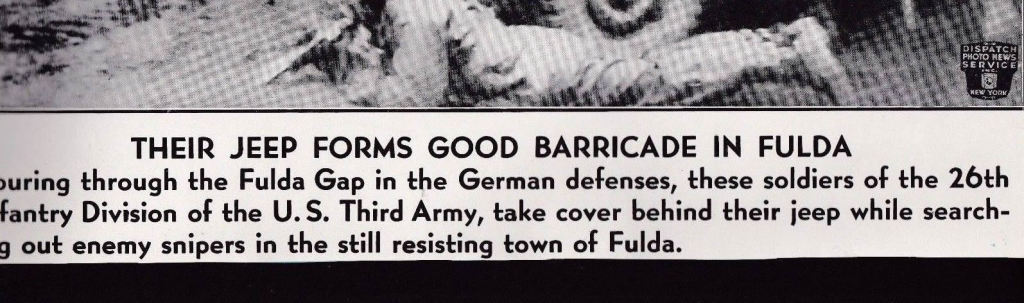 DISPATCH
PHOTO NEWS
SERVICE
INC.
NEW YORK
THEIR JEEP FORMS GOOD BARRICADE IN FULDA
ouring through the Fulda Gap in the German defenses, these soldiers of the 26th
fantry Division of the U.S. Third Army, take cover behind their jeep while search-
g out enemy snipers in the still resisting town of Fulda.